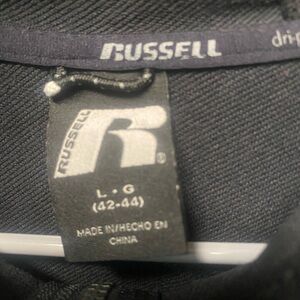 RUSSELL
dri-p
RUSSELL
R®
L • G
(42-44)
MADE IN/HECHO EN
CHINA